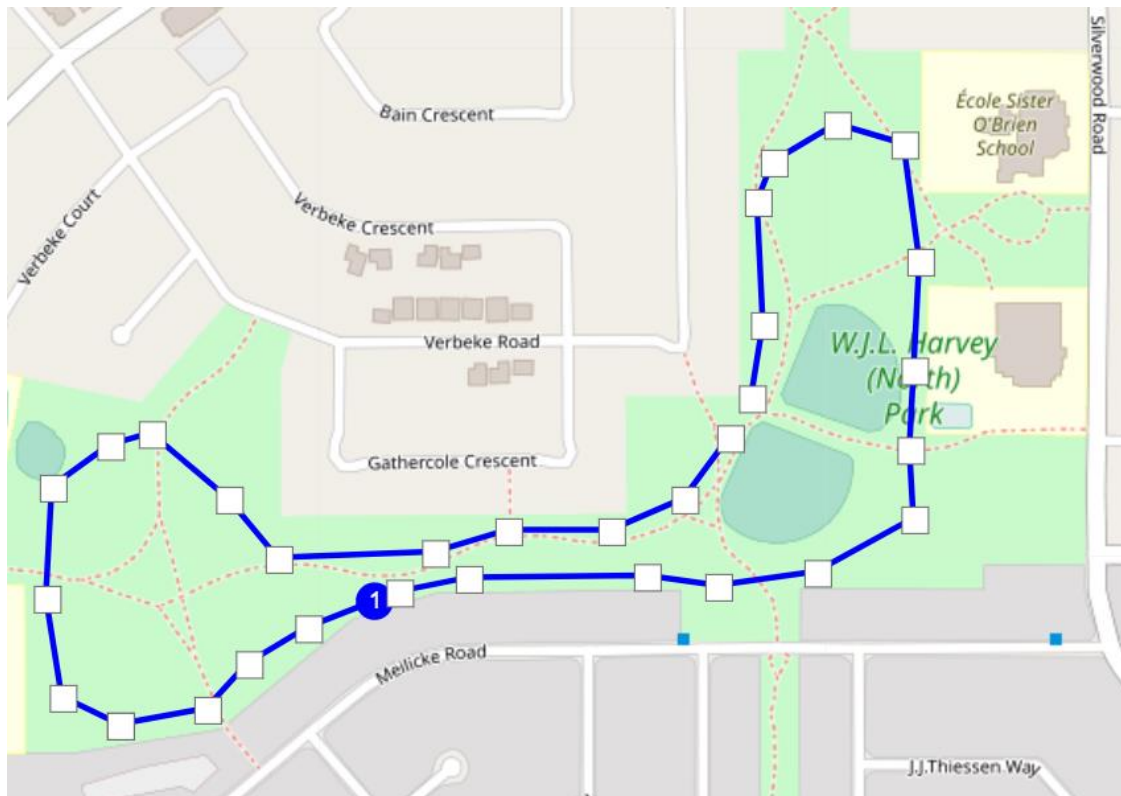 Silverwood Road
Bain Crescent
École Sister
O'Brien
School
Verbeke Court
Verbeke Crescent
Verbeke Road
W.J.L. Harvey
(North)
Park
Gathercole Crescent
1
Meilicke Road
J.J.Thiessen Way